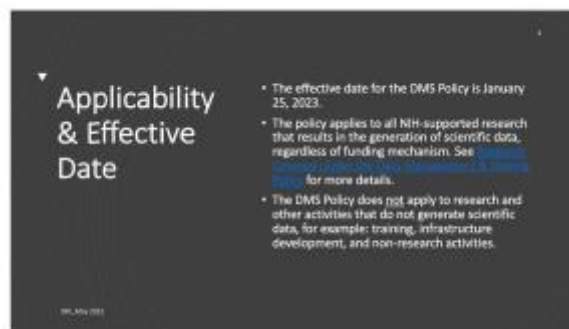 Applicability
& Effective
Date
• The effective date for the DMS Policy is January
25, 2023.
• The policy applies to all NIH-supported research
that results in the generation of scientific data,
regardless of funding mechanism. See
for more details.
• The DMS Policy does not apply to research and
other activities that do not generate scientific
data, for example: training, infrastructure
development, and non-research activities.